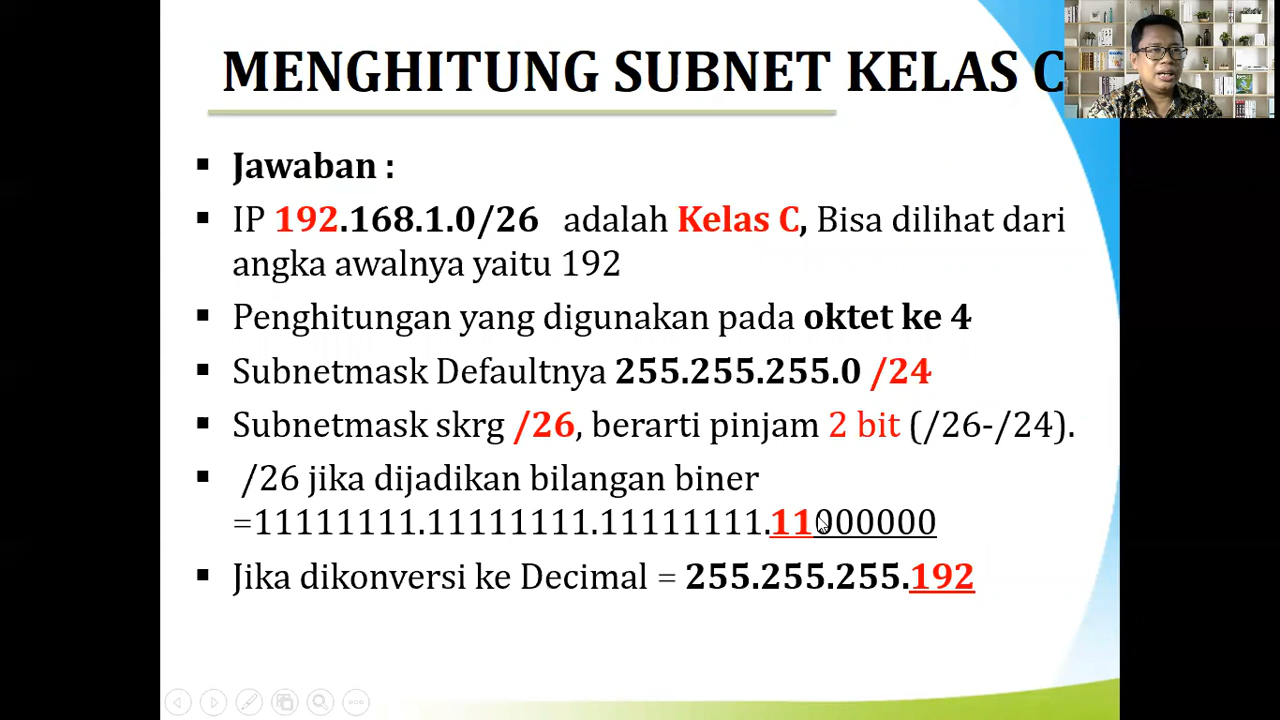 MENGHITUNG SUBNET KELAS C
▪ Jawaban :
▪ IP 192.168.1.0/26 adalah Kelas C, Bisa dilihat dari
angka awalnya yaitu 192
▪ Penghitungan yang digunakan pada oktet ke 4
▪ Subnetmask Defaultnya 255.255.255.0 /24
▪ Subnetmask skrg /26, berarti pinjam 2 bit (/26-/24).
▪ /26 jika dijadikan bilangan biner
=11111111.11111111.11111111.11000000
▪ Jika dikonversi ke Decimal = 255.255.255.192